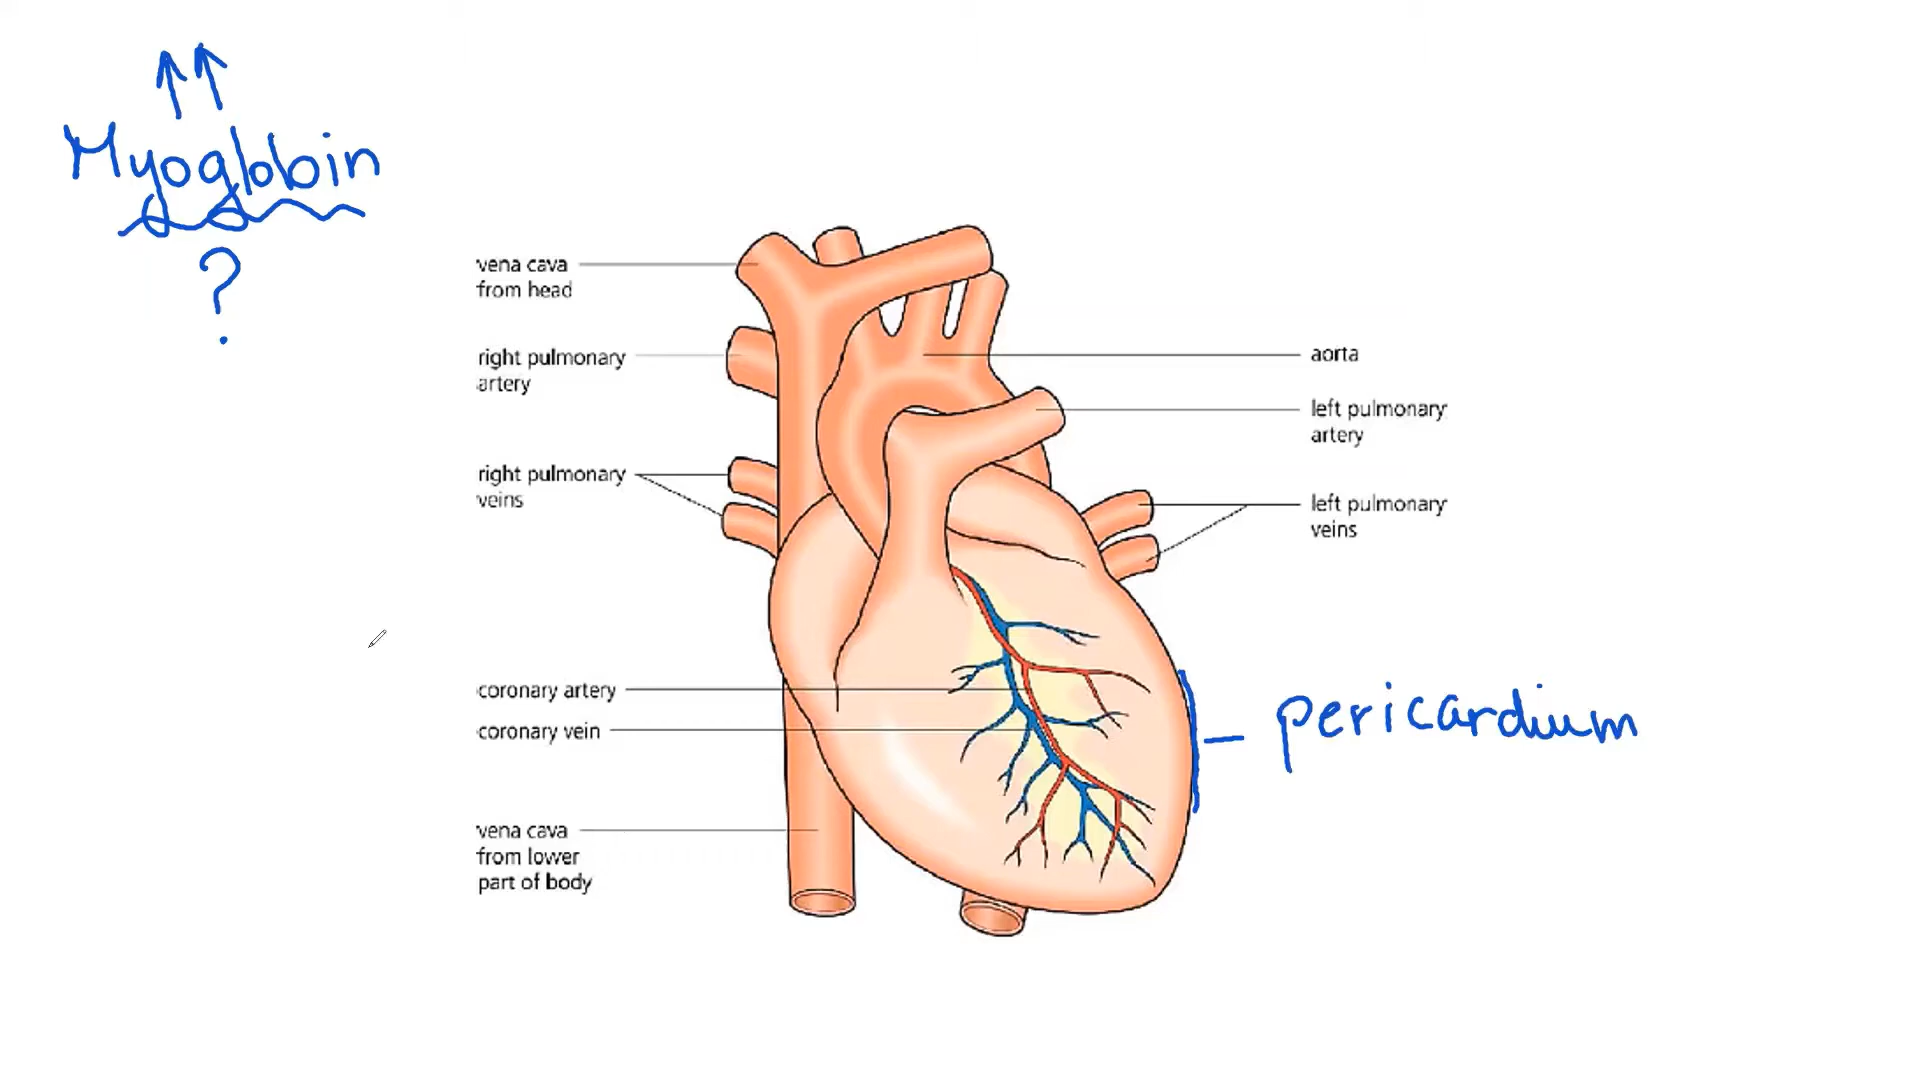 Myoglobin
?
vena cava
from head
right pulmonary
artery
aorta
left pulmonary
artery
right pulmonary
veins
left pulmonary
veins
coronary artery
coronary vein
pericardium
vena cava
from lower
part of body